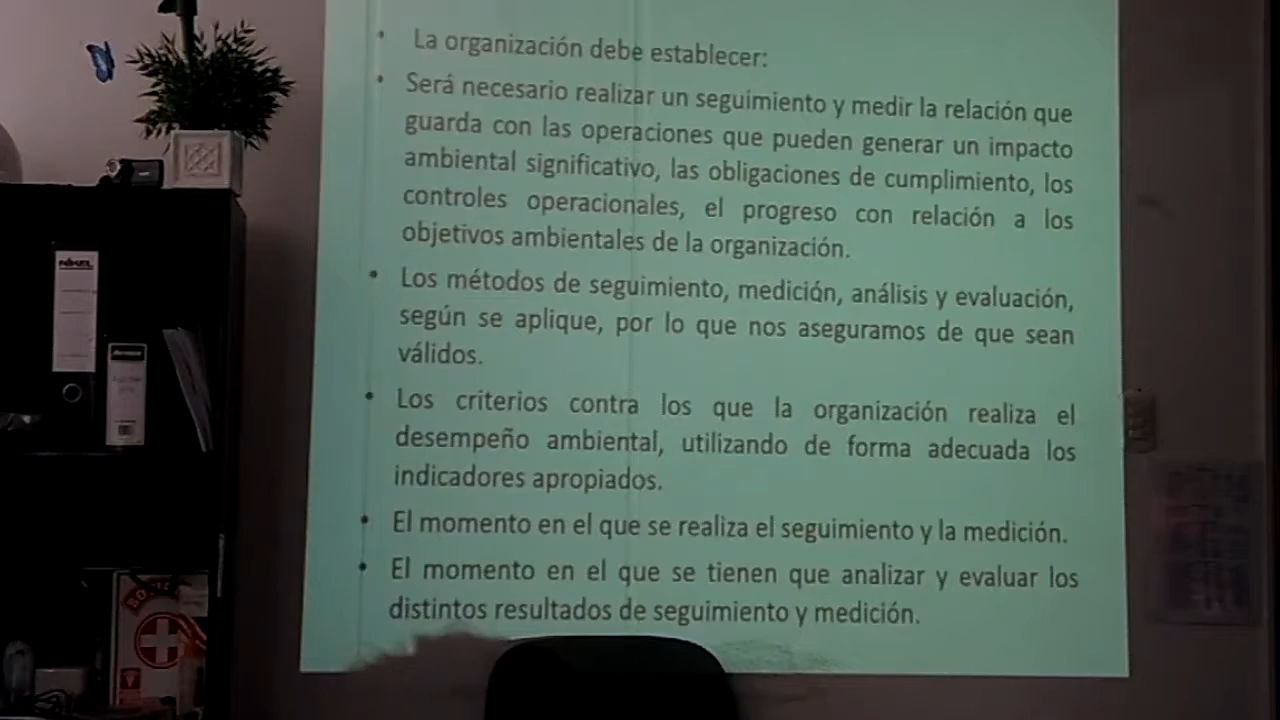 La organización debe establecer:
Será necesario realizar un seguimiento y medir la relación que
guarda con las operaciones que pueden generar un impacto
ambiental significativo, las obligaciones de cumplimiento, los
controles operacionales, el progreso con relación a los
objetivos ambientales de la organización.
Los métodos de seguimiento, medición, análisis y evaluación,
según se aplique, por lo que nos aseguramos de que sean
válidos.
Los criterios contra los que la organización realiza el
desempeño ambiental, utilizando de forma adecuada los
indicadores apropiados.
El momento en el que se realiza el seguimiento y la medición.
El momento en el que se tienen que analizar y evaluar los
distintos resultados de seguimiento y medición.